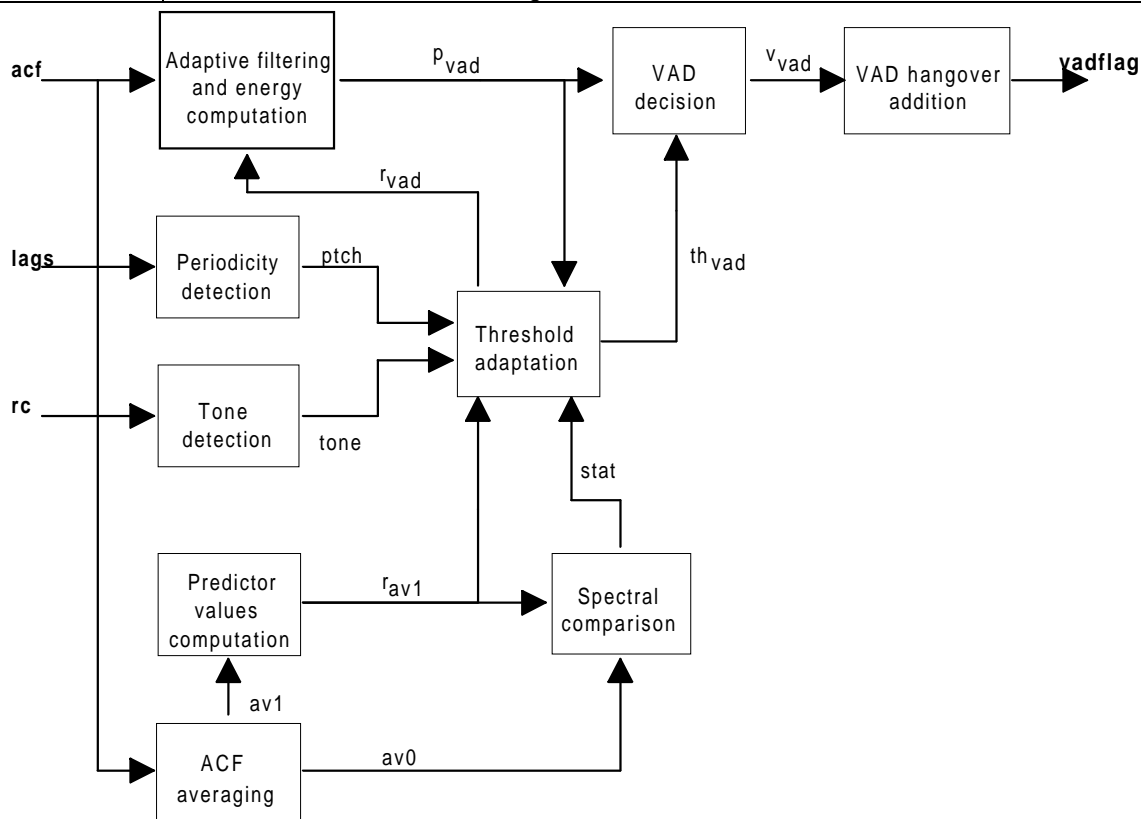 acf
Adaptive filtering
and energy
computation
p vad
VAD
decision
v vad
VAD hangover
addition
vadflag
r vad
lags
Periodicity
detection
ptch
th vad
Threshold
adaptation
rc
Tone
detection
tone
stat
Predictor
values
computation
r av1
Spectral
comparison
av1
ACF
averaging
av0